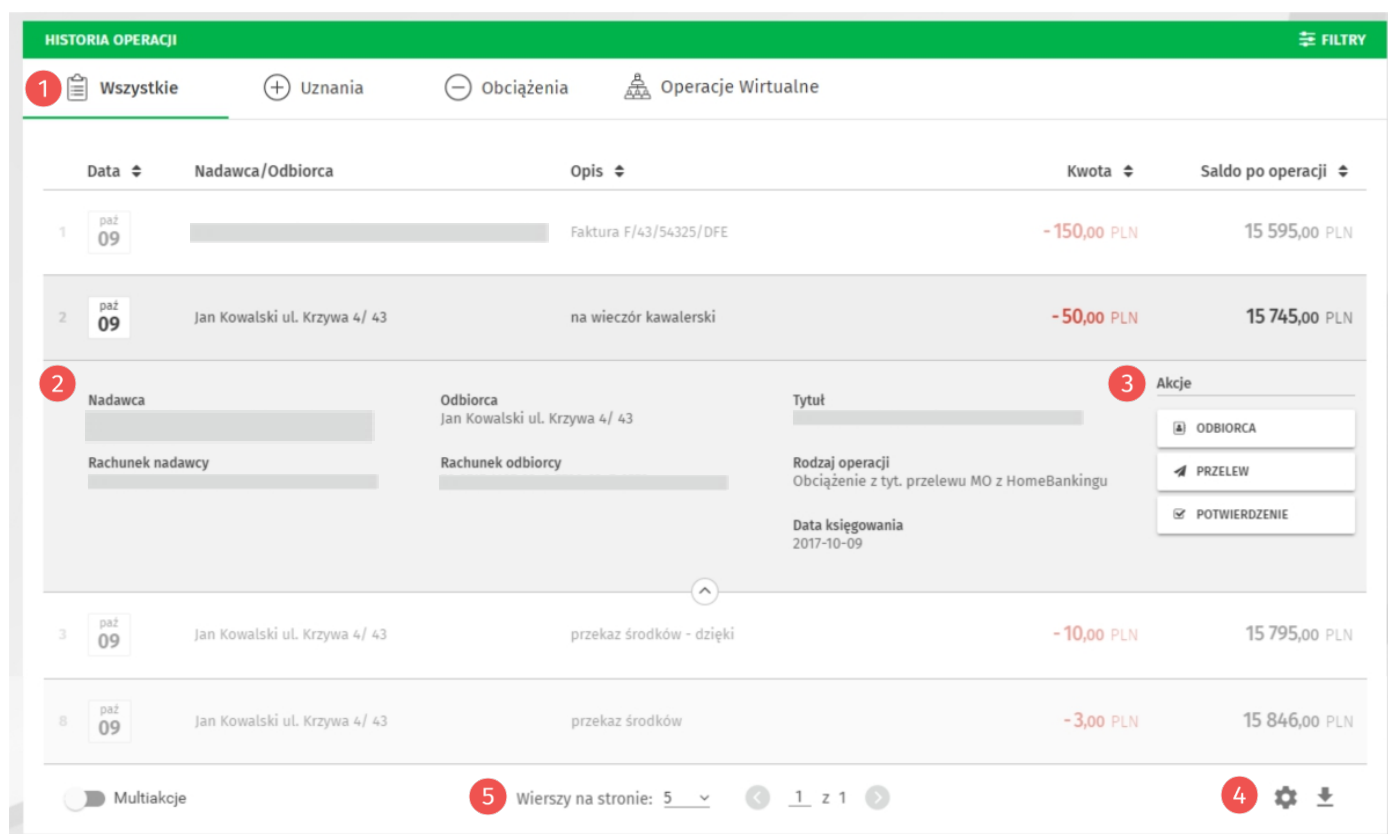 HISTORIA OPERACJI FILTRY
1 Wszystkie Uznania Obciążenia Operacje Wirtualne
Data Nadawca/Odbiorca Opis Kwota Saldo po operacji
1 paź 09 Faktura F/43/54325/DFE -150,00 PLN 15 595,00 PLN
2 paź 09 Jan Kowalski ul. Krzywa 4/ 43 na wieczór kawalerski -50,00 PLN 15 745,00 PLN
2 3 Akcje
Nadawca Odbiorca Tytuł
Jan Kowalski ul. Krzywa 4/ 43
ODBIORCA
Rachunek nadawcy Rachunek odbiorcy Rodzaj operacji
Obciążenie z tyt. przelewu MO z HomeBankingu
PRZELEW
POTWIERDZENIE
Data księgowania
2017-10-09
3 paź 09 Jan Kowalski ul. Krzywa 4/ 43 przekaz środków - dzięki -10,00 PLN 15 795,00 PLN
8 paź 09 Jan Kowalski ul. Krzywa 4/ 43 przekaz środków -3,00 PLN 15 846,00 PLN
Multiakcje 5 Wierszy na stronie: 5 1 z 1 4